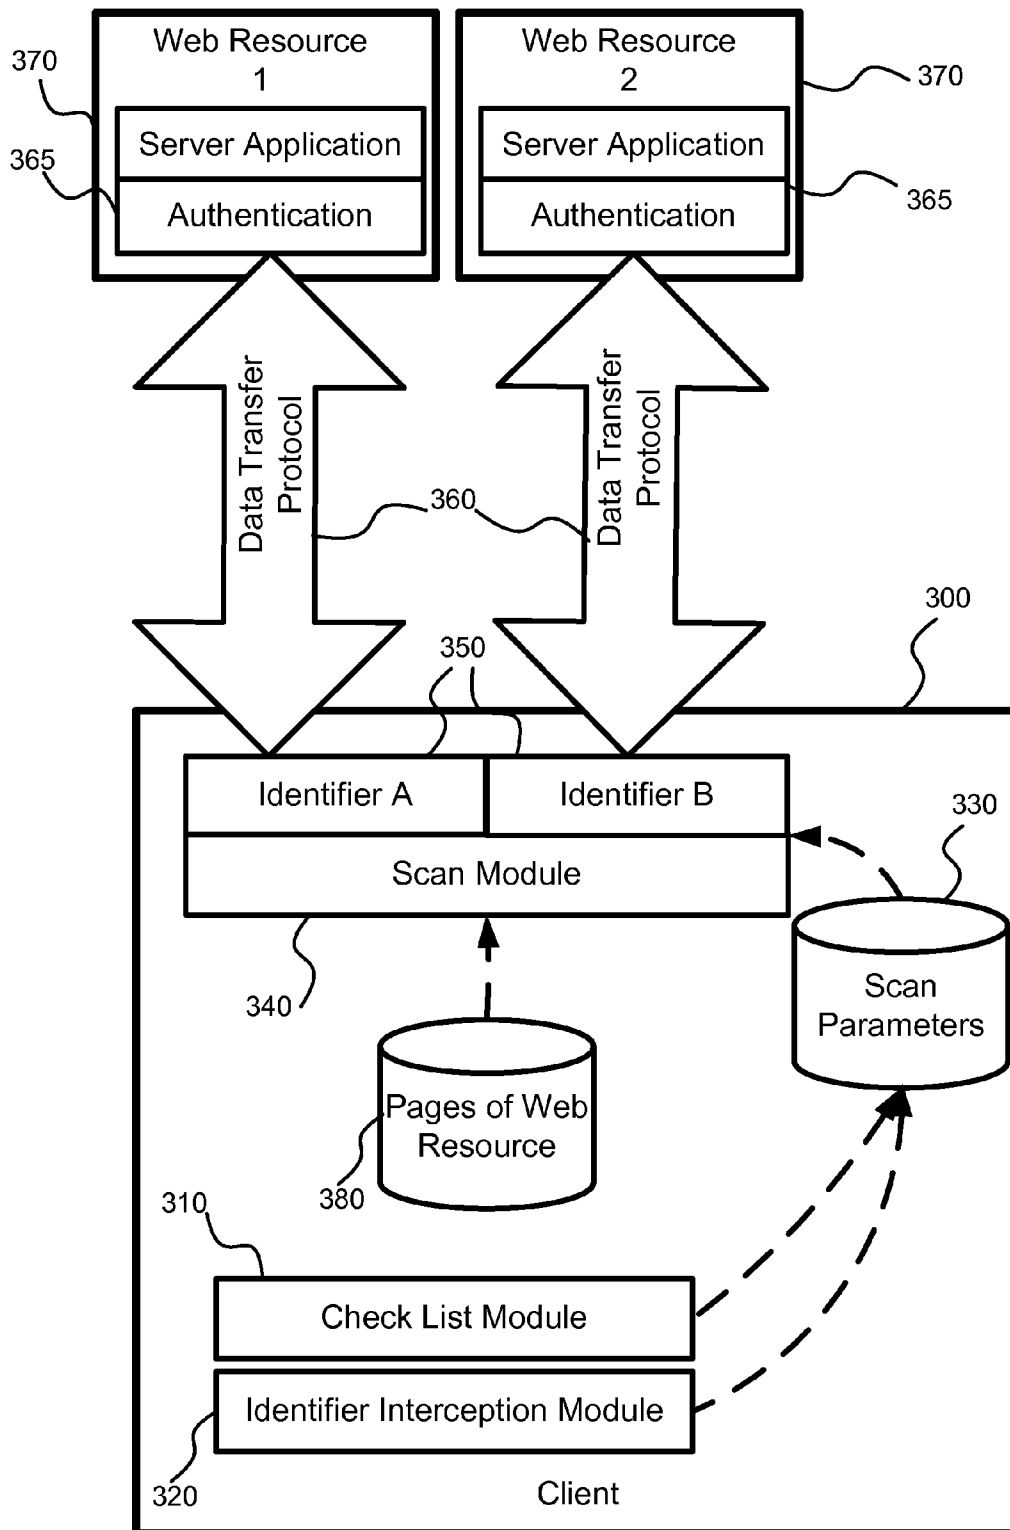 Web Resource
1
Web Resource
2
370
370
Server Application
Server Application
365
365
Authentication
Authentication
Data Transfer
Protocol
Data Transfer
Protocol
360
300
350
Identifier A
Identifier B
330
Scan Module
340
Scan
Parameters
Pages of Web
Resource
380
310
Check List Module
Identifier Interception Module
320
Client